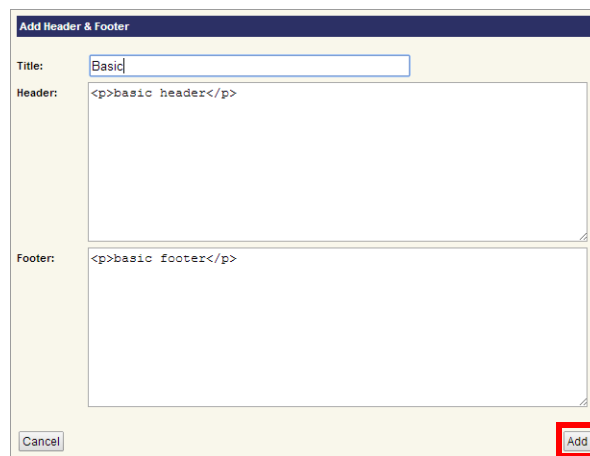 Add Header & Footer
Title: Basic
Header: <p>basic header</p>
Footer: <p>basic footer</p>
Cancel Add